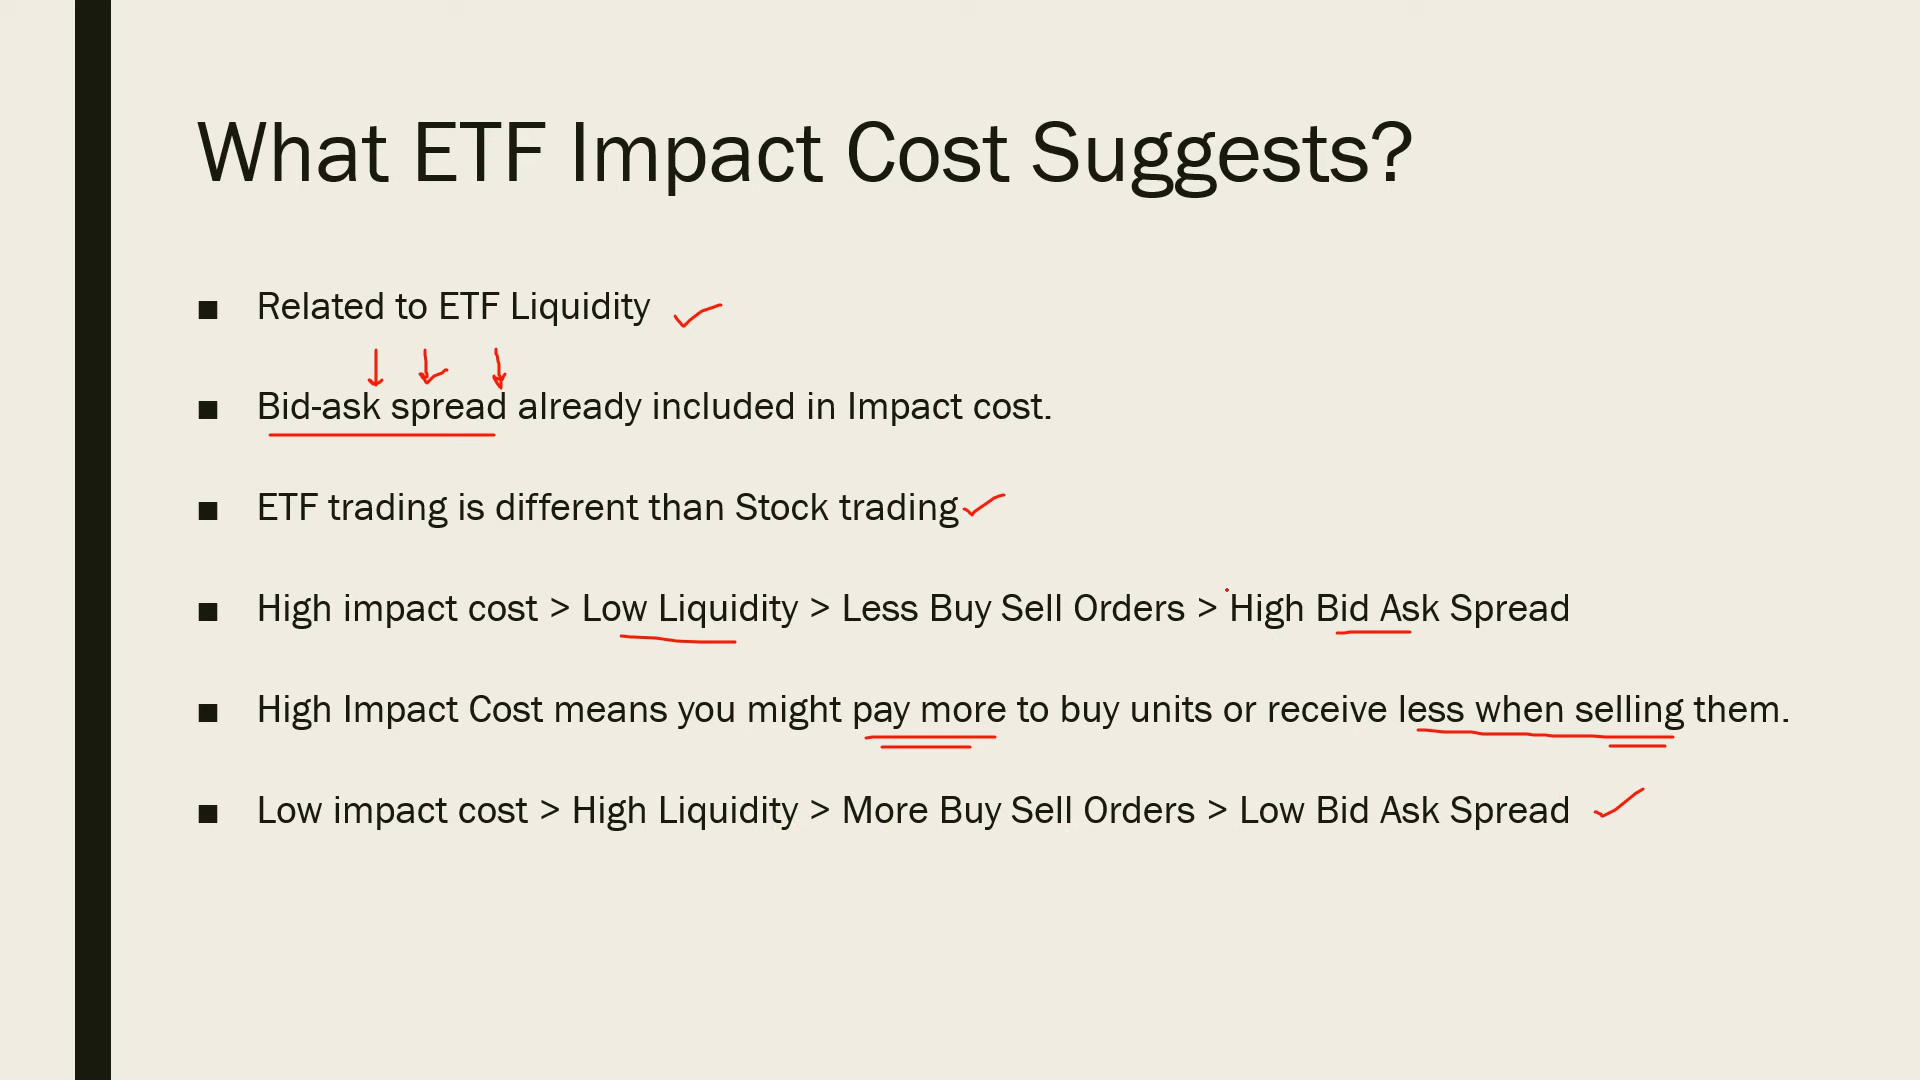 What ETF Impact Cost Suggests?
■ Related to ETF Liquidity
■ Bid-ask spread already included in Impact cost.
■ ETF trading is different than Stock trading
■ High impact cost > Low Liquidity > Less Buy Sell Orders > High Bid Ask Spread
■ High Impact Cost means you might pay more to buy units or receive less when selling them.
■ Low impact cost > High Liquidity > More Buy Sell Orders > Low Bid Ask Spread